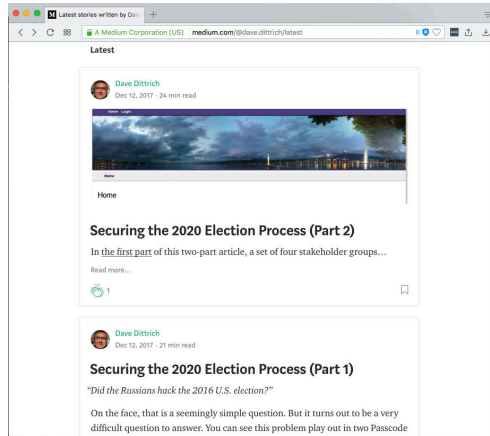 Latest stories written by Dav
A Medium Corporation [US] medium.com/@dave.dittrich/latest
0
Latest
Dave Dittrich
Dec 12, 2017 · 24 min read
Home Login
Home
Home
Securing the 2020 Election Process (Part 2)
In the first part of this two-part article, a set of four stakeholder groups…
Read more…
1
Dave Dittrich
Dec 12, 2017 · 21 min read
Securing the 2020 Election Process (Part 1)
“Did the Russians hack the 2016 U.S. election?”
On the face, that is a seemingly simple question. But it turns out to be a very
difficult question to answer. You can see this problem play out in two Passcode